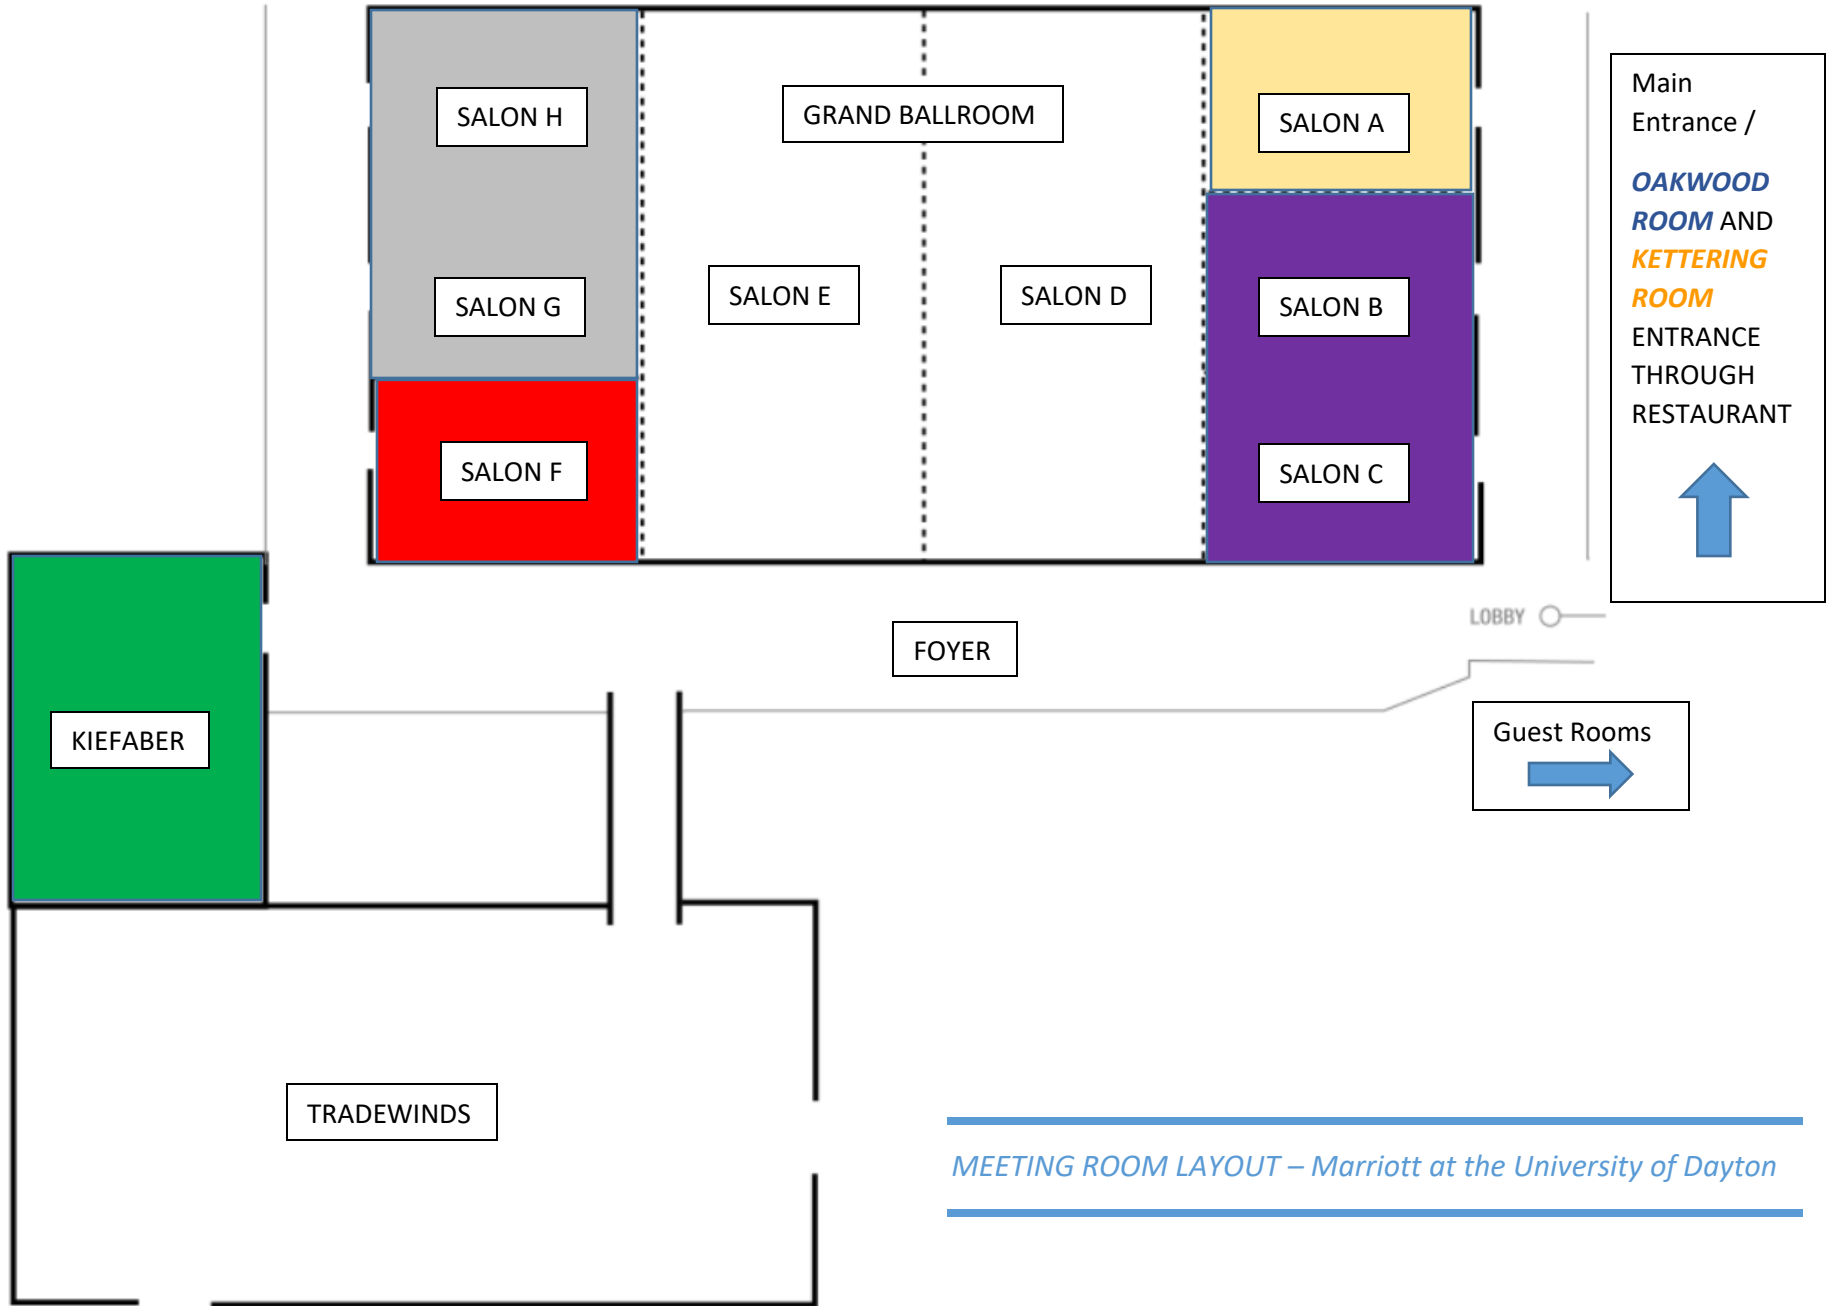 SALON H
GRAND BALLROOM
SALON A
Main
Entrance /
OAKWOOD
ROOM AND
KETTERING
ROOM
ENTRANCE
THROUGH
RESTAURANT
SALON G
SALON E
SALON D
SALON B
SALON F
SALON C
LOBBY
FOYER
KIEFABER
Guest Rooms
TRADEWINDS
MEETING ROOM LAYOUT – Marriott at the University of Dayton